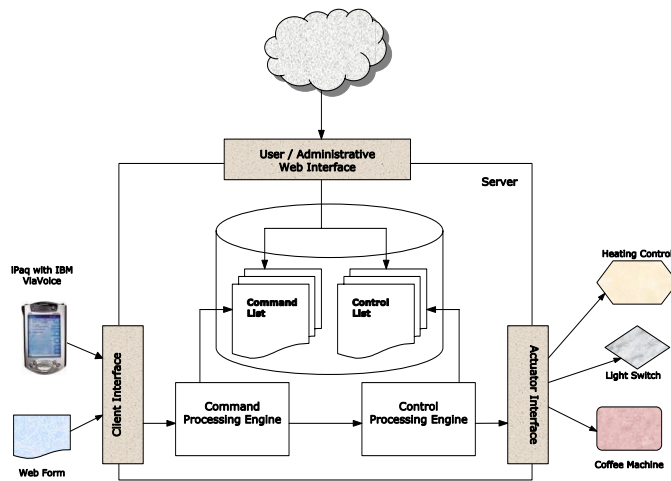 User / Administrative
Web Interface
Server
iPaq with IBM
ViaVoice
Heating Control
Command
List
Control
List
Light Switch
Client Interface
Command
Processing Engine
Control
Processing Engine
Actuator Interface
Web Form
Coffee Machine